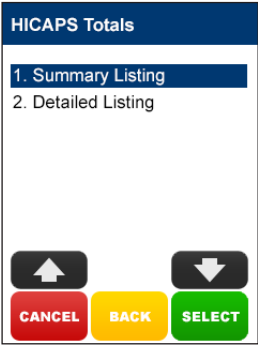 HICAPS Totals
1. Summary Listing
2. Detailed Listing
CANCEL BACK SELECT